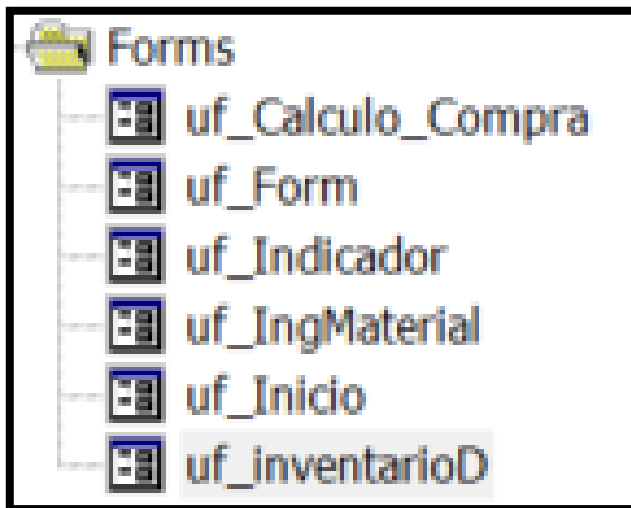 Forms
uf_Calculo_Compra
uf_Form
uf_Indicador
uf_IngMaterial
uf_Inicio
uf_inventarioD